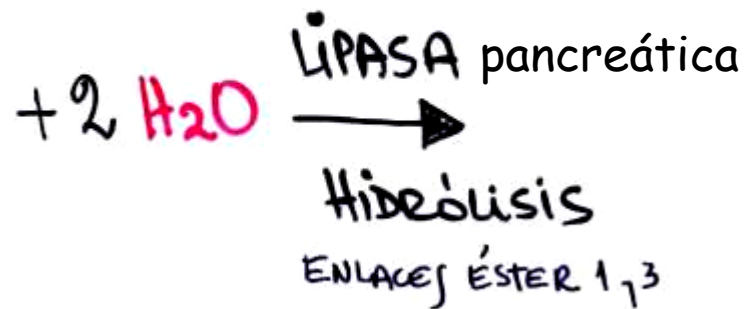 LiPASA pancreática
+2 H2O
HiDRÓLISIS
ENLACES ÉSTER 1,3